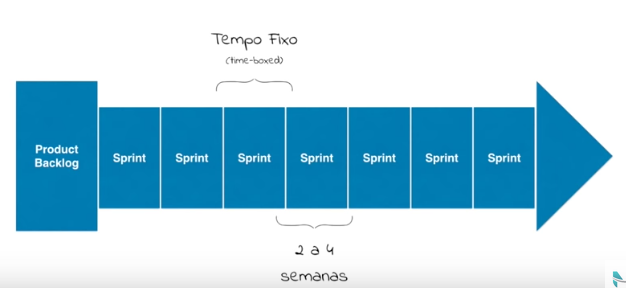 Tempo Fixo
(time-boxed)
Product
Backlog
Sprint
Sprint
Sprint
Sprint
Sprint
Sprint
Sprint
2 a 4
semanas